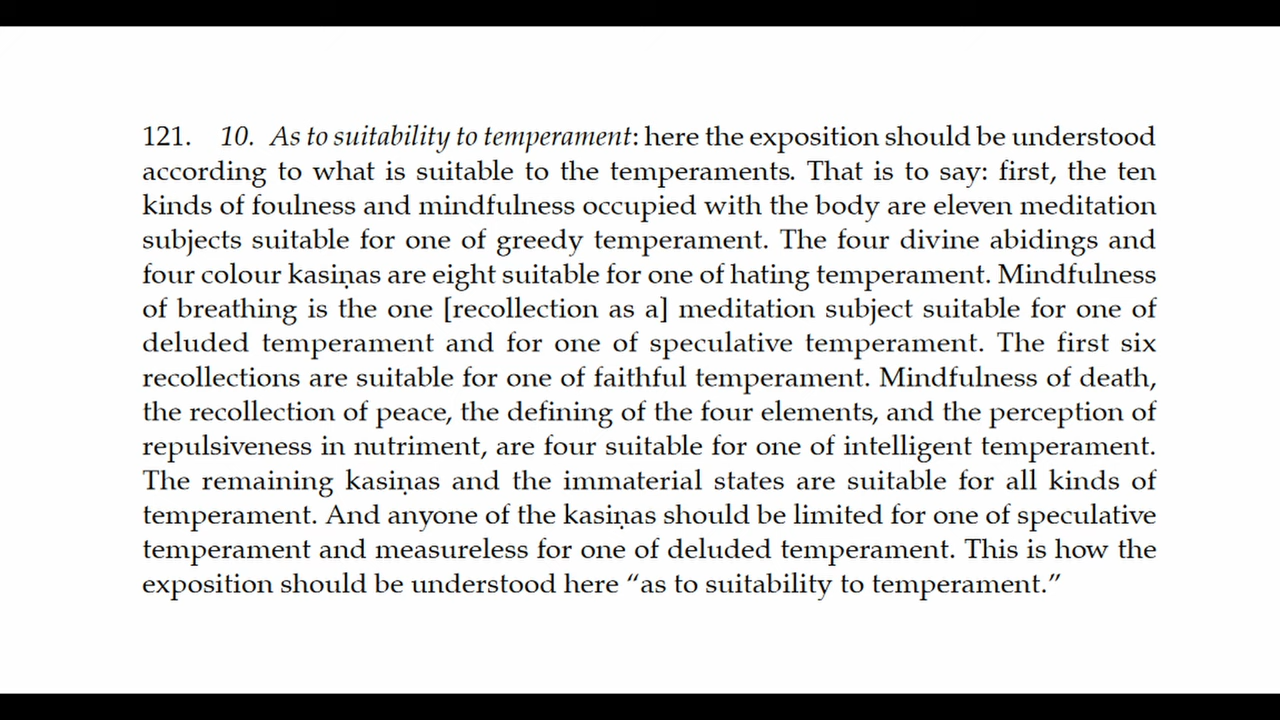 121. 10. As to suitability to temperament: here the exposition should be understood
according to what is suitable to the temperaments. That is to say: first, the ten
kinds of foulness and mindfulness occupied with the body are eleven meditation
subjects suitable for one of greedy temperament. The four divine abidings and
four colour kasiṇas are eight suitable for one of hating temperament. Mindfulness
of breathing is the one [recollection as a] meditation subject suitable for one of
deluded temperament and for one of speculative temperament. The first six
recollections are suitable for one of faithful temperament. Mindfulness of death,
the recollection of peace, the defining of the four elements, and the perception of
repulsiveness in nutriment, are four suitable for one of intelligent temperament.
The remaining kasiṇas and the immaterial states are suitable for all kinds of
temperament. And anyone of the kasiṇas should be limited for one of speculative
temperament and measureless for one of deluded temperament. This is how the
exposition should be understood here “as to suitability to temperament.”